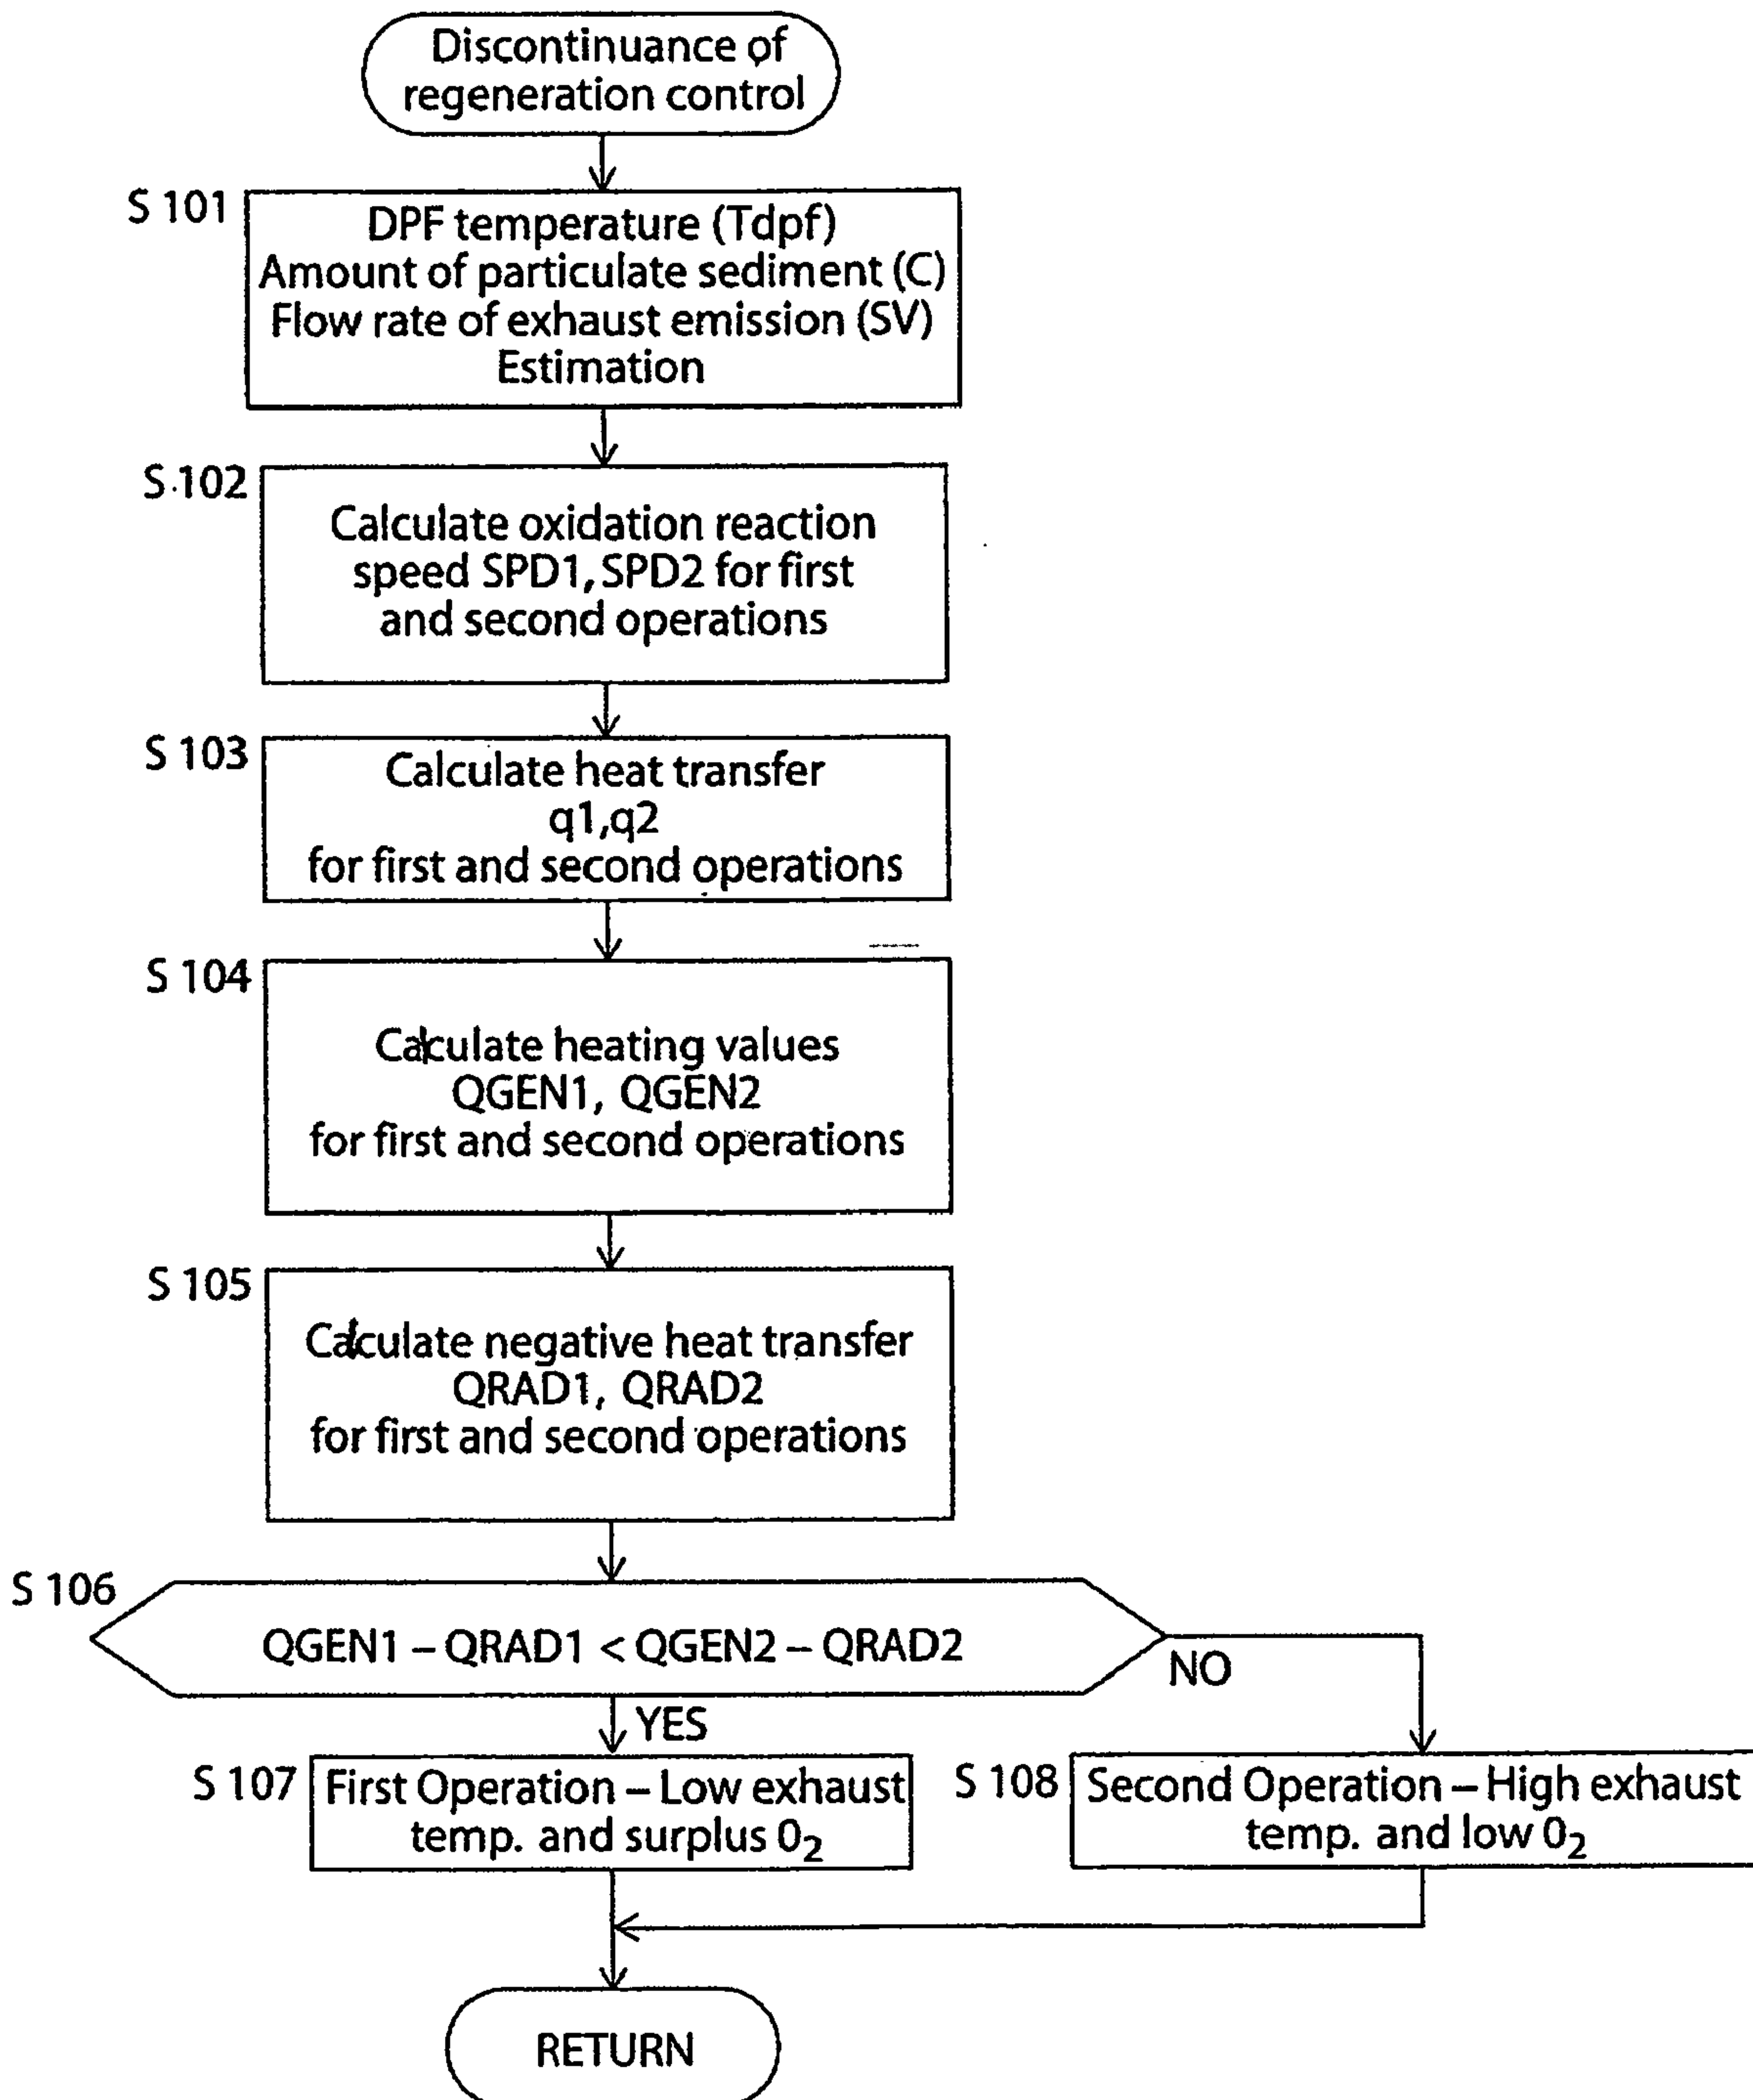 Discontinuance of
regeneration control
S 101
DPF temperature (Tdpf)
Amount of particulate sediment (C)
Flow rate of exhaust emission (SV)
Estimation
S 102
Calculate oxidation reaction
speed SPD1, SPD2 for first
and second operations
S 103
Calculate heat transfer
q1,q2
for first and second operations
S 104
Calculate heating values
QGEN1, QGEN2
for first and second operations
S 105
Calculate negative heat transfer
QRAD1, QRAD2
for first and second operations
S 106
QGEN1 – QRAD1 < QGEN2 – QRAD2
NO
YES
S 107
First Operation – Low exhaust
temp. and surplus O₂
S 108
Second Operation – High exhaust
temp. and low O₂
RETURN